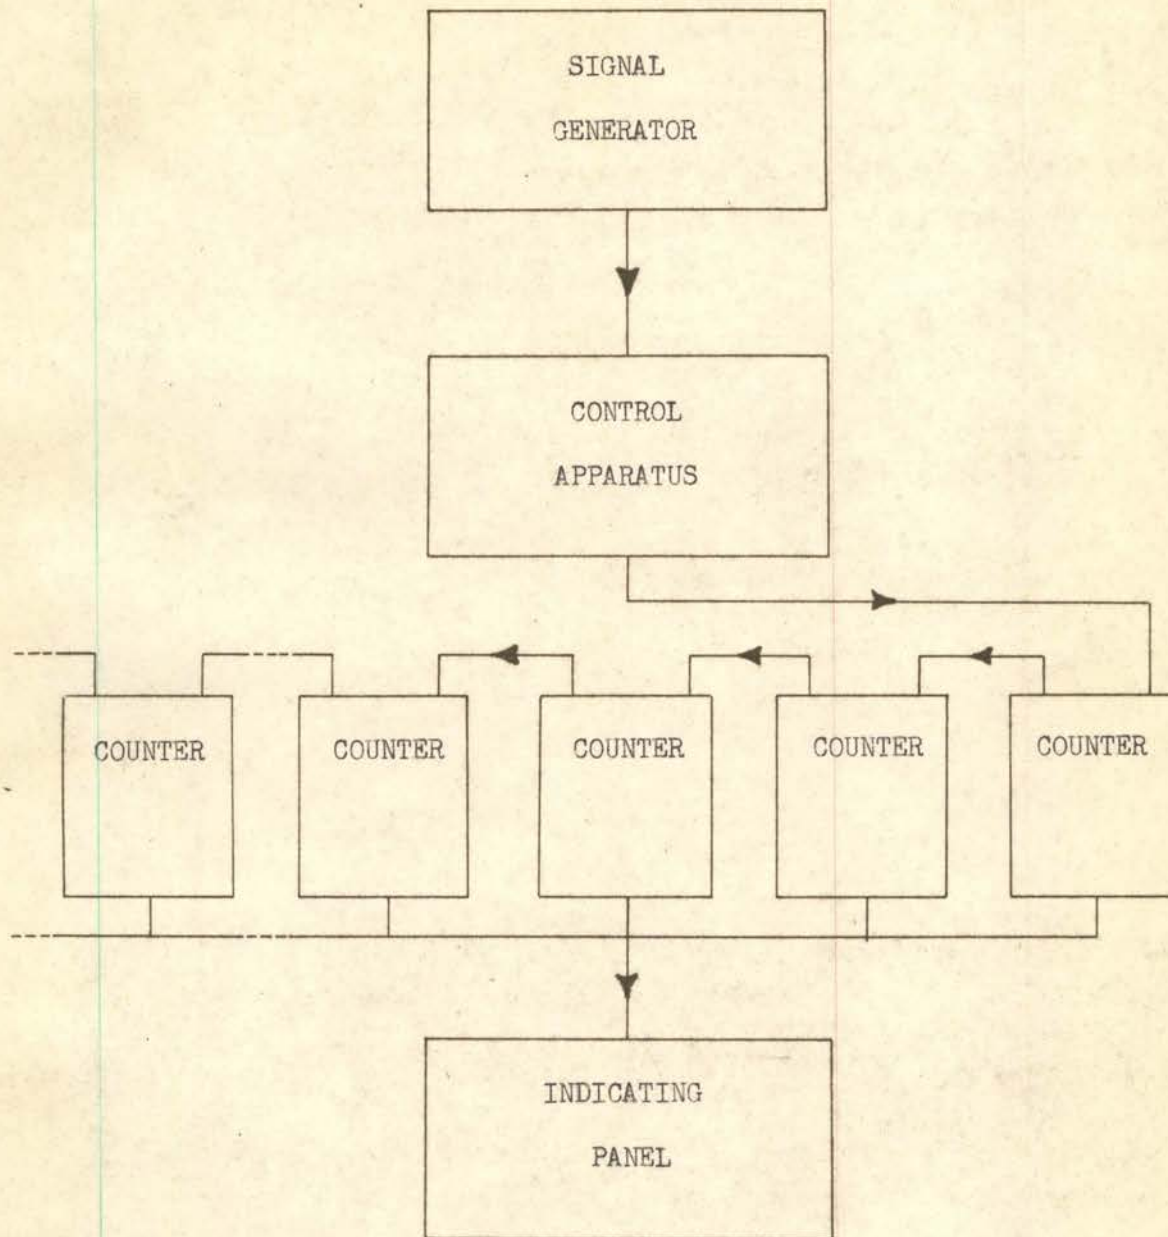 SIGNAL
GENERATOR
CONTROL
APPARATUS
COUNTER COUNTER COUNTER COUNTER COUNTER
INDICATING
PANEL